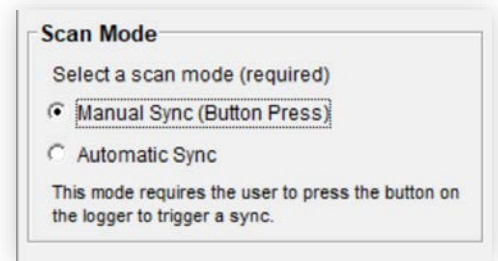 Scan Mode
Select a scan mode (required)
Manual Sync (Button Press)
Automatic Sync
This mode requires the user to press the button on
the logger to trigger a sync.